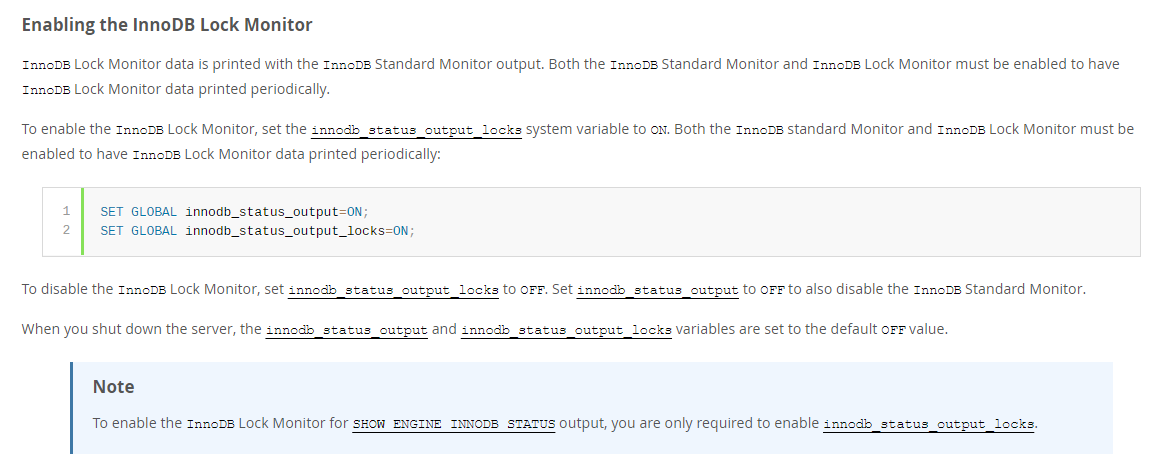 Enabling the InnoDB Lock Monitor
InnoDB Lock Monitor data is printed with the InnoDB Standard Monitor output. Both the InnoDB Standard Monitor and InnoDB Lock Monitor must be enabled to have
InnoDB Lock Monitor data printed periodically.
To enable the InnoDB Lock Monitor, set the innodb_status_output_locks system variable to ON. Both the InnoDB standard Monitor and InnoDB Lock Monitor must be
enabled to have InnoDB Lock Monitor data printed periodically:
1 SET GLOBAL innodb_status_output=ON;
2 SET GLOBAL innodb_status_output_locks=ON;
To disable the InnoDB Lock Monitor, set innodb_status_output_locks to OFF. Set innodb_status_output to OFF to also disable the InnoDB Standard Monitor.
When you shut down the server, the innodb_status_output and innodb_status_output_locks variables are set to the default OFF value.
Note
To enable the InnoDB Lock Monitor for SHOW ENGINE INNODB STATUS output, you are only required to enable innodb_status_output_locks.